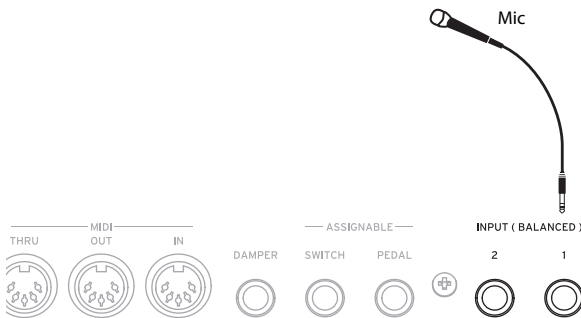 Mic
MIDI
ASSIGNABLE
INPUT ( BALANCED )
THRU OUT IN
DAMPER SWITCH PEDAL
2 1